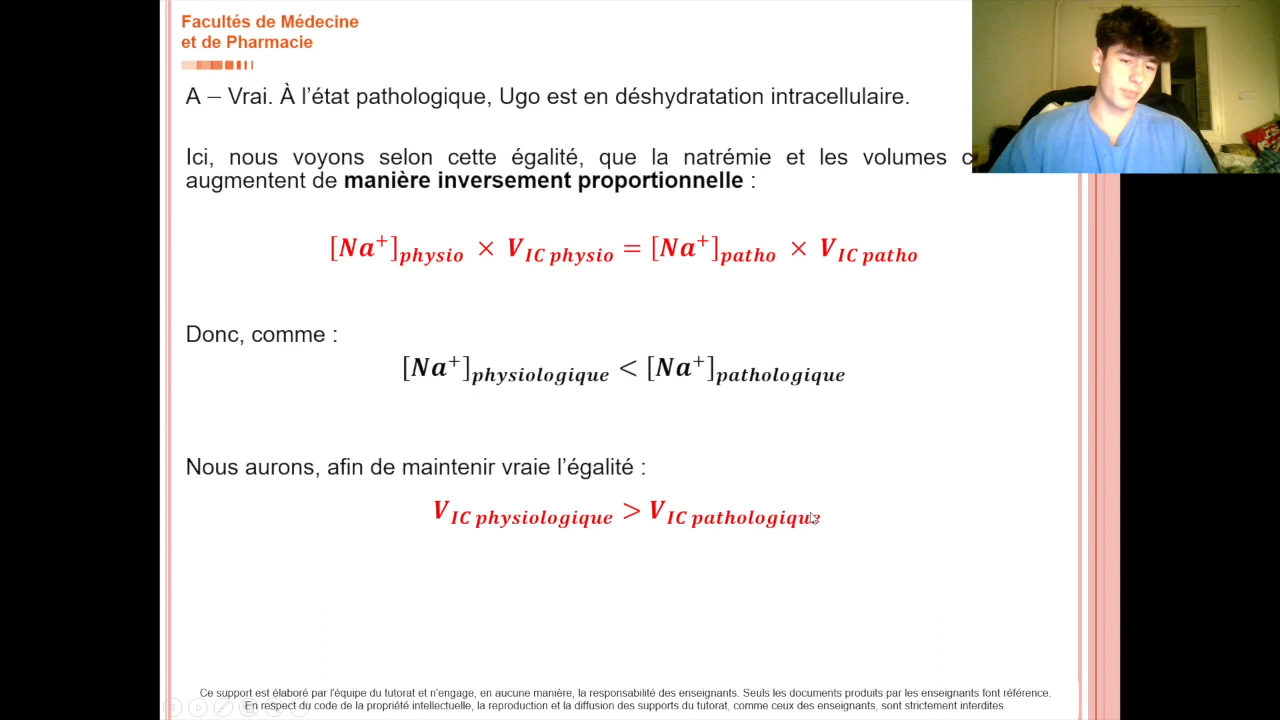 Facultés de Médecine
et de Pharmacie
A – Vrai. À l'état pathologique, Ugo est en déshydratation intracellulaire.
Ici, nous voyons selon cette égalité, que la natrémie et les volumes
augmentent de manière inversement proportionnelle :
[Na⁺]physio × V IC physio = [Na⁺]patho × V IC patho
Donc, comme :
[Na⁺]physiologique < [Na⁺]pathologique
Nous aurons, afin de maintenir vraie l'égalité :
V IC physiologique > V IC pathologique
Ce support est élaboré par l'équipe du tutorat et n'engage, en aucune manière, la responsabilité des enseignants. Seuls les documents produits par les enseignants font référence.
En respect du code de la propriété intellectuelle, la reproduction et la diffusion des supports du tutorat, comme ceux des enseignants, sont strictement interdites.